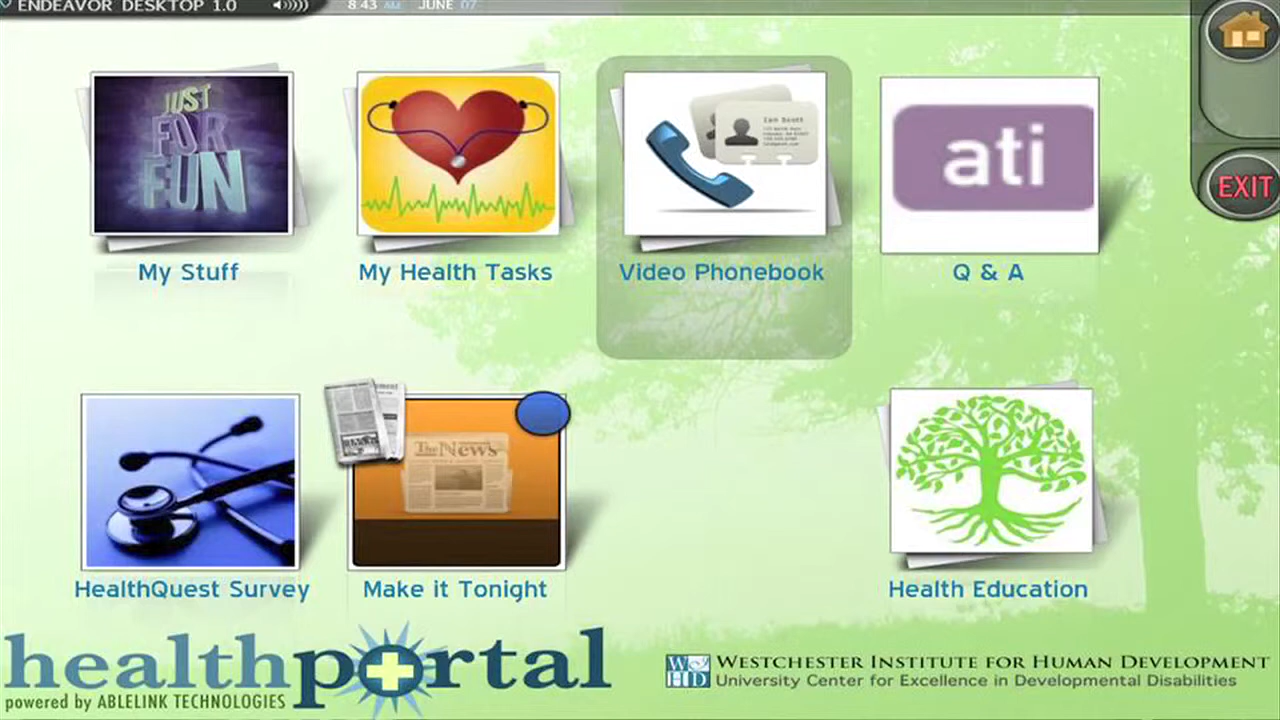 ENDEAVOR DESKTOP 1.0
8:43 AM JUNE 07
JUST
FOR
FUN
Ian Scott
ati
EXIT
My Stuff
My Health Tasks
Video Phonebook
Q & A
The News
HealthQuest Survey
Make it Tonight
Health Education
healthportal
powered by ABLELINK TECHNOLOGIES
WIHD
WESTCHESTER INSTITUTE FOR HUMAN DEVELOPMENT
University Center for Excellence in Developmental Disabilities